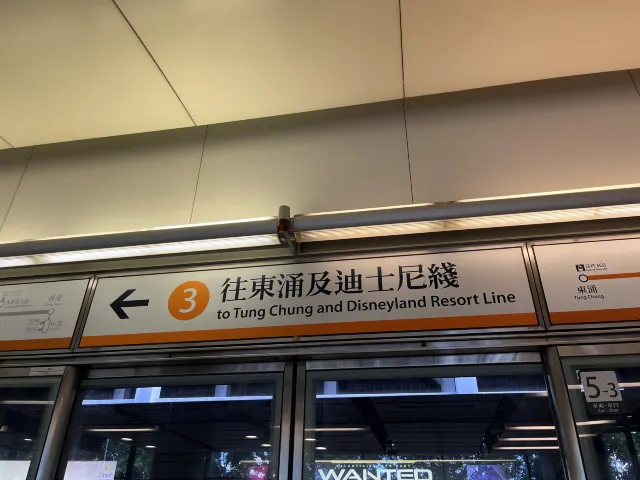 3
往東涌及迪士尼綫
to Tung Chung and Disneyland Resort Line
東涌
Tung Chung
5-3
WANTED